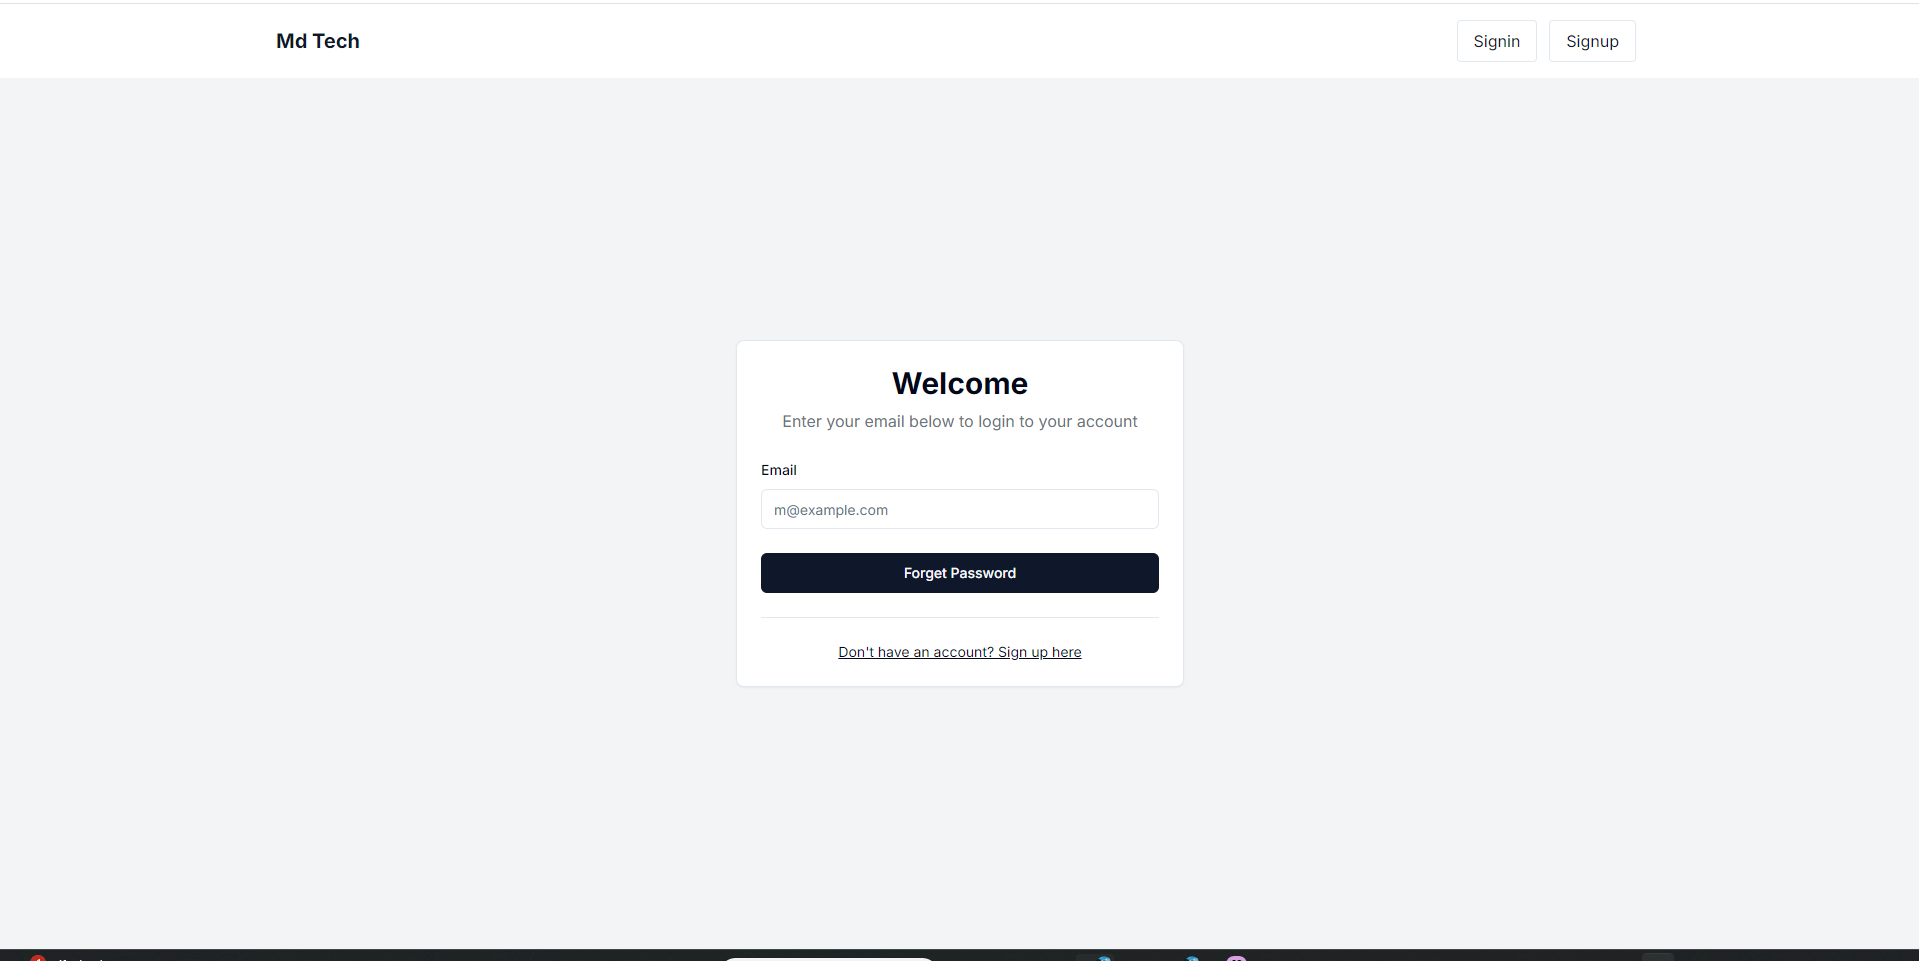 Md Tech
Signin
Signup
Welcome
Enter your email below to login to your account
Email
m@example.com
Forget Password
Don't have an account? Sign up here